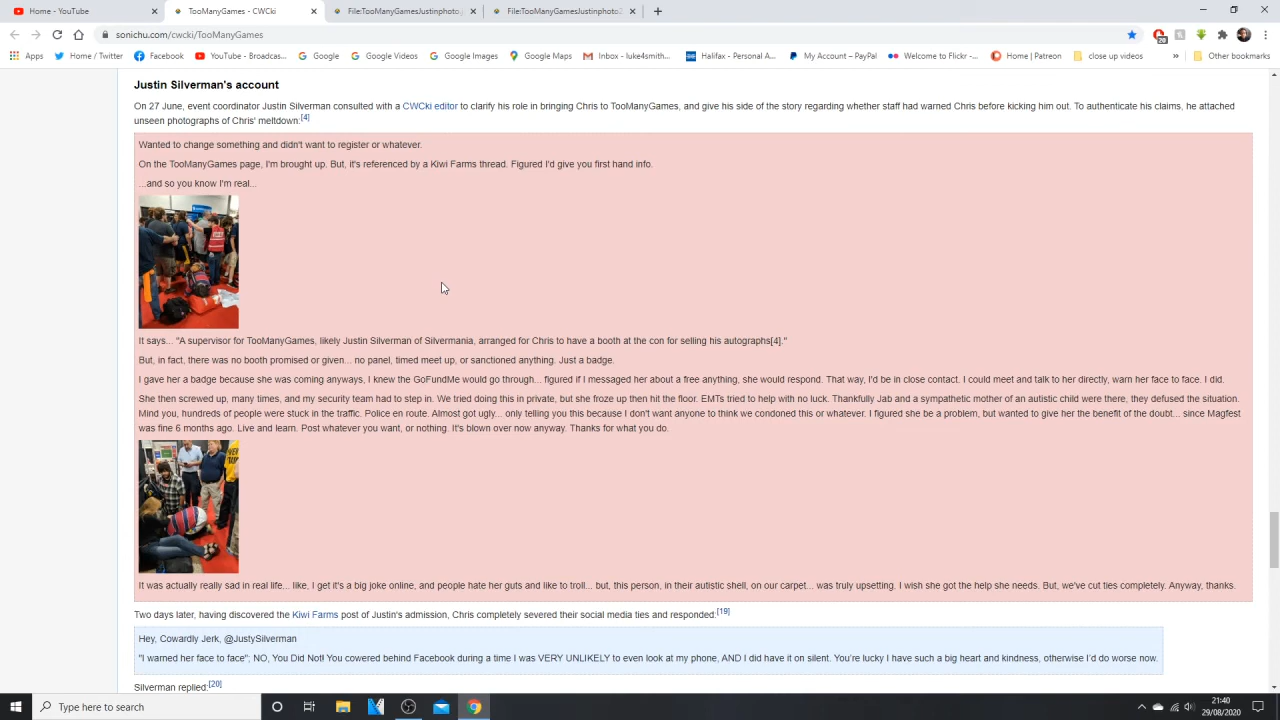 Home - YouTube
TooManyGames - CWCki
File:TooManyGamesJustinphoto
File:TooManyGamesJustinphoto2
sonichu.com/cwcki/TooManyGames
20
Apps Home / Twitter Facebook YouTube - Broadcas... Google Google Videos Google Images Google Maps Inbox - luke4smith... Halifax - Personal A... My Account – PayPal Welcome to Flickr -... Home | Patreon close up videos » Other bookmarks
Justin Silverman's account
On 27 June, event coordinator Justin Silverman consulted with a CWCki editor to clarify his role in bringing Chris to TooManyGames, and give his side of the story regarding whether staff had warned Chris before kicking him out. To authenticate his claims, he attached
unseen photographs of Chris' meltdown:[4]
Wanted to change something and didn't want to register or whatever.
On the TooManyGames page, I'm brought up. But, it's referenced by a Kiwi Farms thread. Figured I'd give you first hand info.
...and so you know I'm real...
It says... "A supervisor for TooManyGames, likely Justin Silverman of Silvermania, arranged for Chris to have a booth at the con for selling his autographs[4]."
But, in fact, there was no booth promised or given... no panel, timed meet up, or sanctioned anything. Just a badge.
I gave her a badge because she was coming anyways, I knew the GoFundMe would go through... figured if I messaged her about a free anything, she would respond. That way, I'd be in close contact. I could meet and talk to her directly, warn her face to face. I did.
She then screwed up, many times, and my security team had to step in. We tried doing this in private, but she froze up then hit the floor. EMTs tried to help with no luck. Thankfully Jab and a sympathetic mother of an autistic child were there, they defused the situation.
Mind you, hundreds of people were stuck in the traffic. Police en route. Almost got ugly... only telling you this because I don't want anyone to think we condoned this or whatever. I figured she be a problem, but wanted to give her the benefit of the doubt... since Magfest
was fine 6 months ago. Live and learn. Post whatever you want, or nothing. It's blown over now anyway. Thanks for what you do.
It was actually really sad in real life... like, I get it's a big joke online, and people hate her guts and like to troll... but, this person, in their autistic shell, on our carpet... was truly upsetting. I wish she got the help she needs. But, we've cut ties completely. Anyway, thanks.
Two days later, having discovered the Kiwi Farms post of Justin's admission, Chris completely severed their social media ties and responded:[19]
Hey, Cowardly Jerk, @JustySilverman
"I warned her face to face"; NO, You Did Not! You cowered behind Facebook during a time I was VERY UNLIKELY to even look at my phone, AND I did have it on silent. You're lucky I have such a big heart and kindness, otherwise I'd do worse now.
Silverman replied:[20]
Type here to search
21:40
29/08/2020